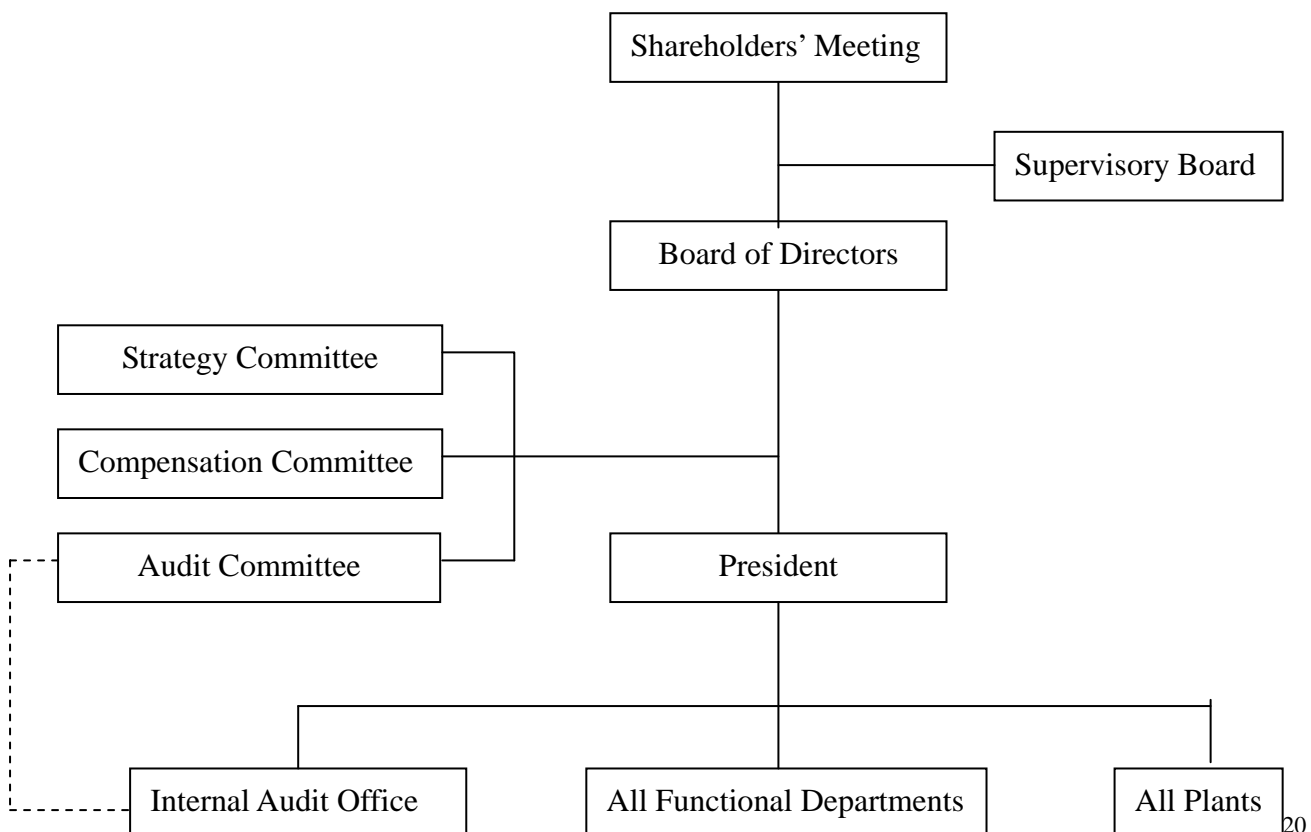 Shareholders’ Meeting
Supervisory Board
Board of Directors
Strategy Committee
Compensation Committee
Audit Committee
President
Internal Audit Office
All Functional Departments
All Plants
20